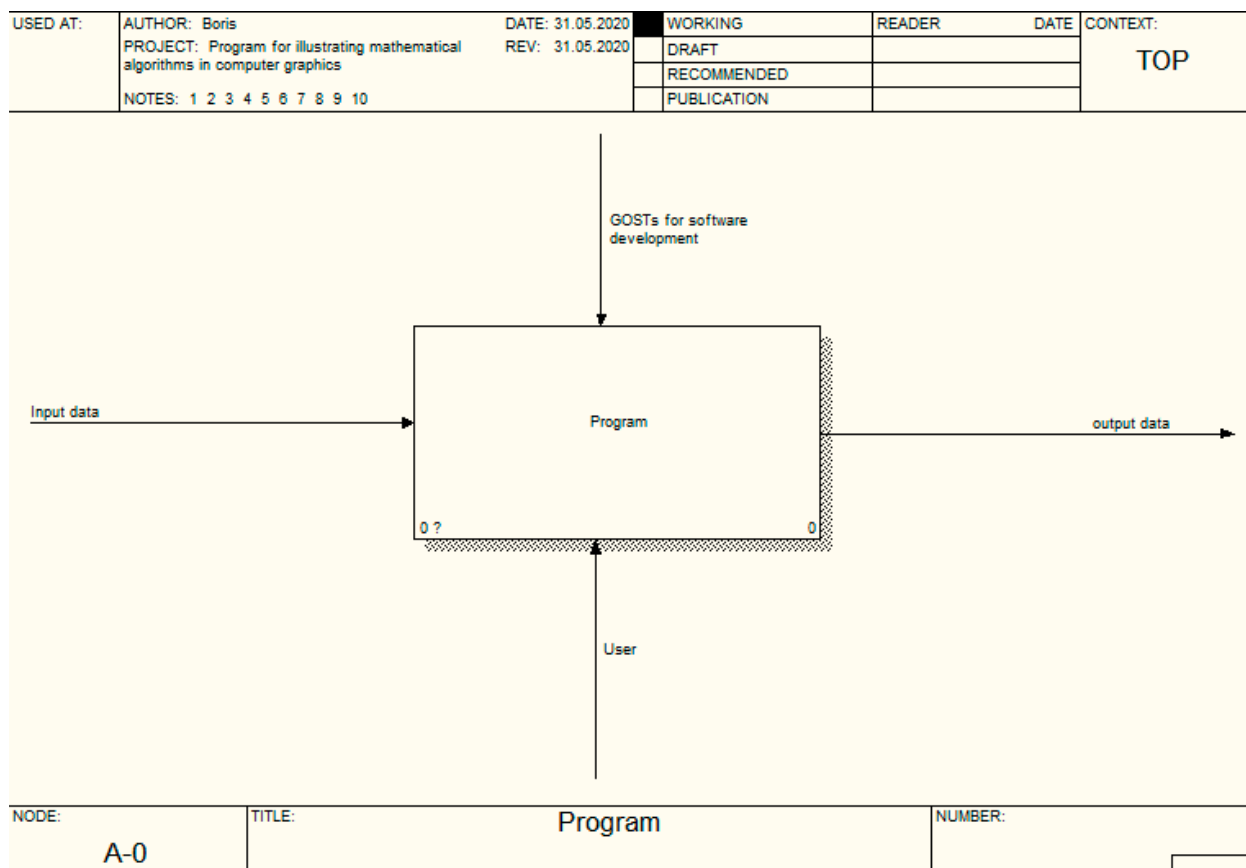 USED AT:
AUTHOR: Boris
DATE: 31.05.2020
WORKING
READER
DATE
CONTEXT:
PROJECT: Program for illustrating mathematical
algorithms in computer graphics
REV: 31.05.2020
DRAFT
TOP
RECOMMENDED
NOTES: 1 2 3 4 5 6 7 8 9 10
PUBLICATION
GOSTs for software
development
Input data
Program
output data
0 ?
0
User
NODE:
A-0
TITLE:
Program
NUMBER: